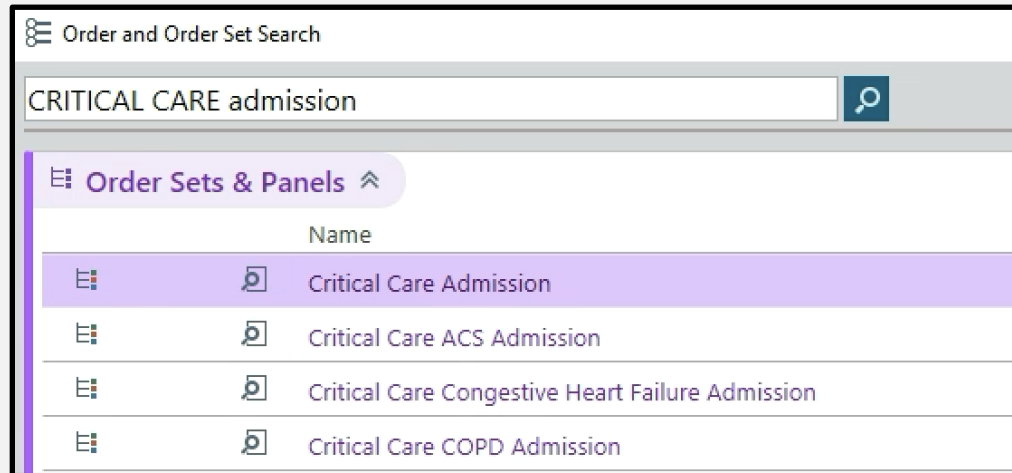 Order and Order Set Search
CRITICAL CARE admission
Order Sets & Panels
Name
Critical Care Admission
Critical Care ACS Admission
Critical Care Congestive Heart Failure Admission
Critical Care COPD Admission